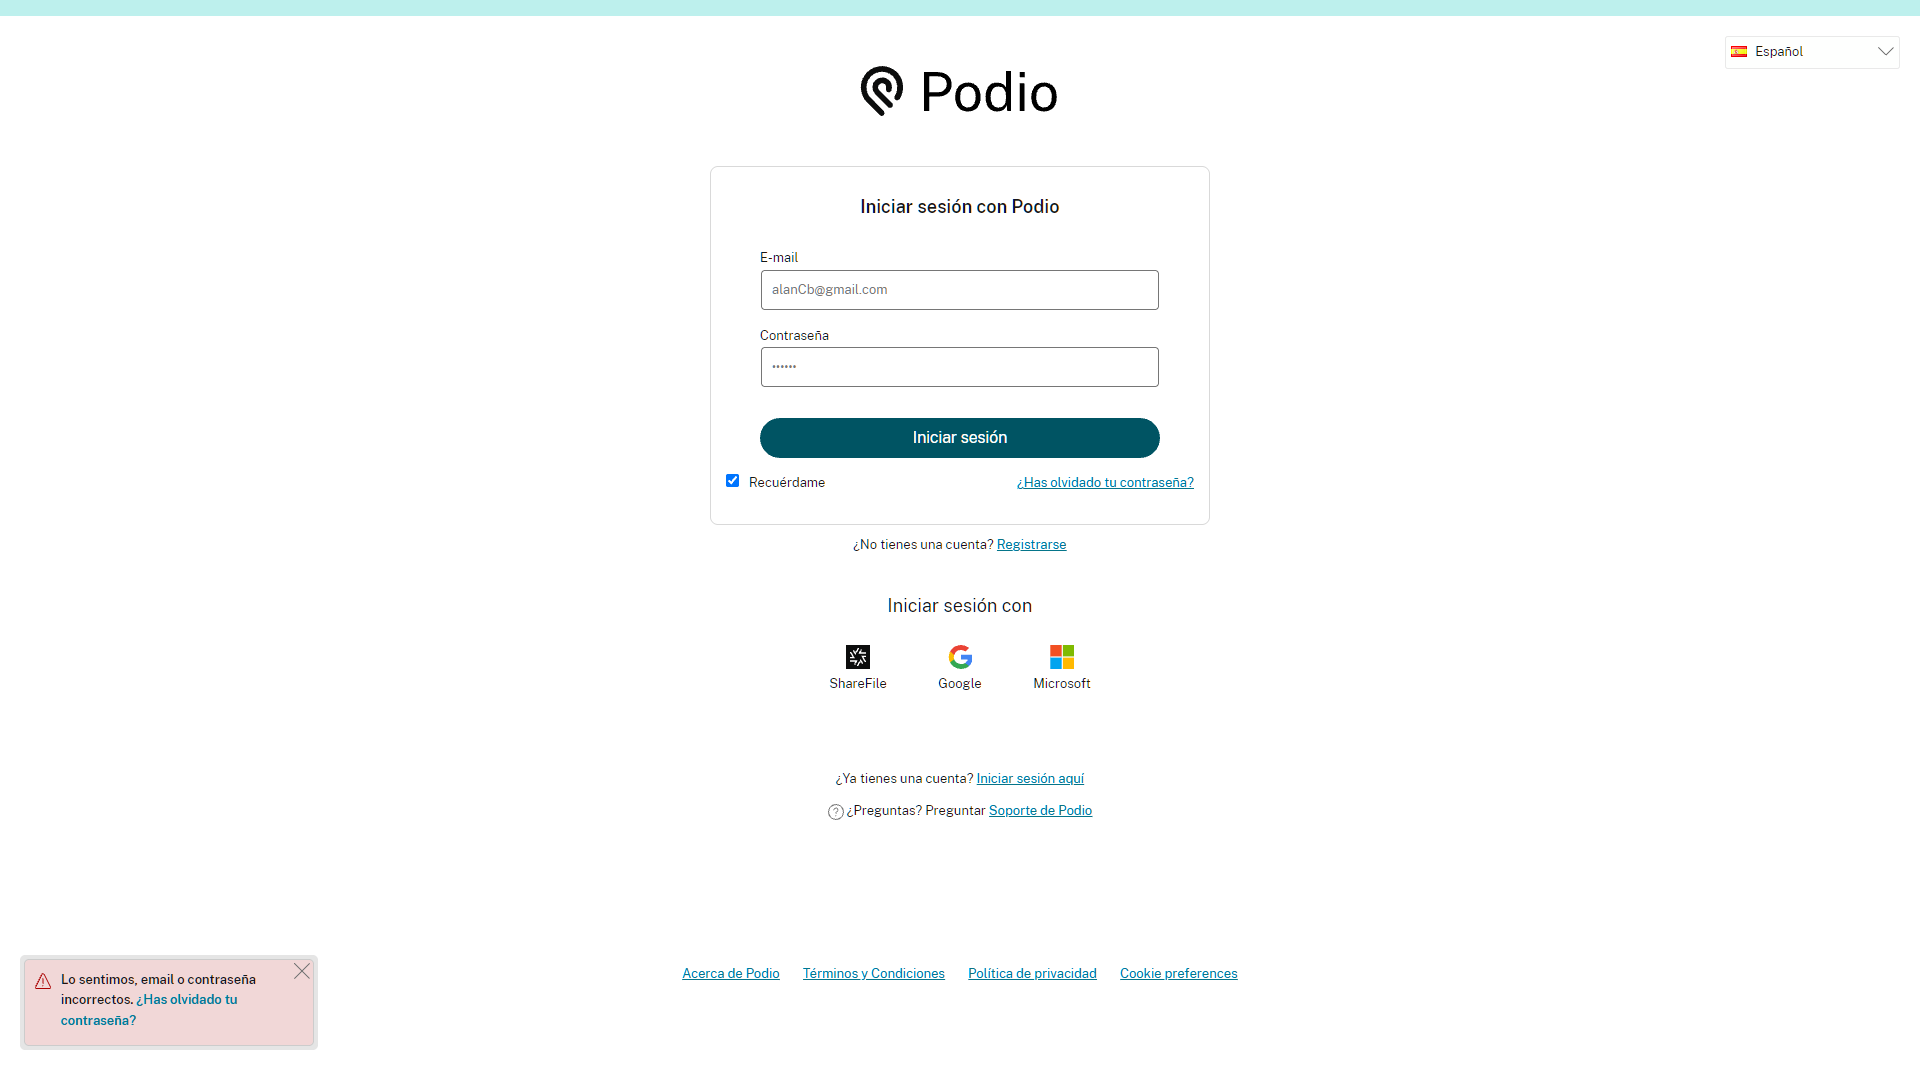 Español
Podio
Iniciar sesión con Podio
E-mail
alanCb@gmail.com
Contraseña
••••••
Iniciar sesión
Recuérdame
¿Has olvidado tu contraseña?
¿No tienes una cuenta? Registrarse
Iniciar sesión con
ShareFile
Google
Microsoft
¿Ya tienes una cuenta? Iniciar sesión aquí
? ¿Preguntas? Preguntar Soporte de Podio
Lo sentimos, email o contraseña
incorrectos. ¿Has olvidado tu
contraseña?
Acerca de Podio
Términos y Condiciones
Política de privacidad
Cookie preferences